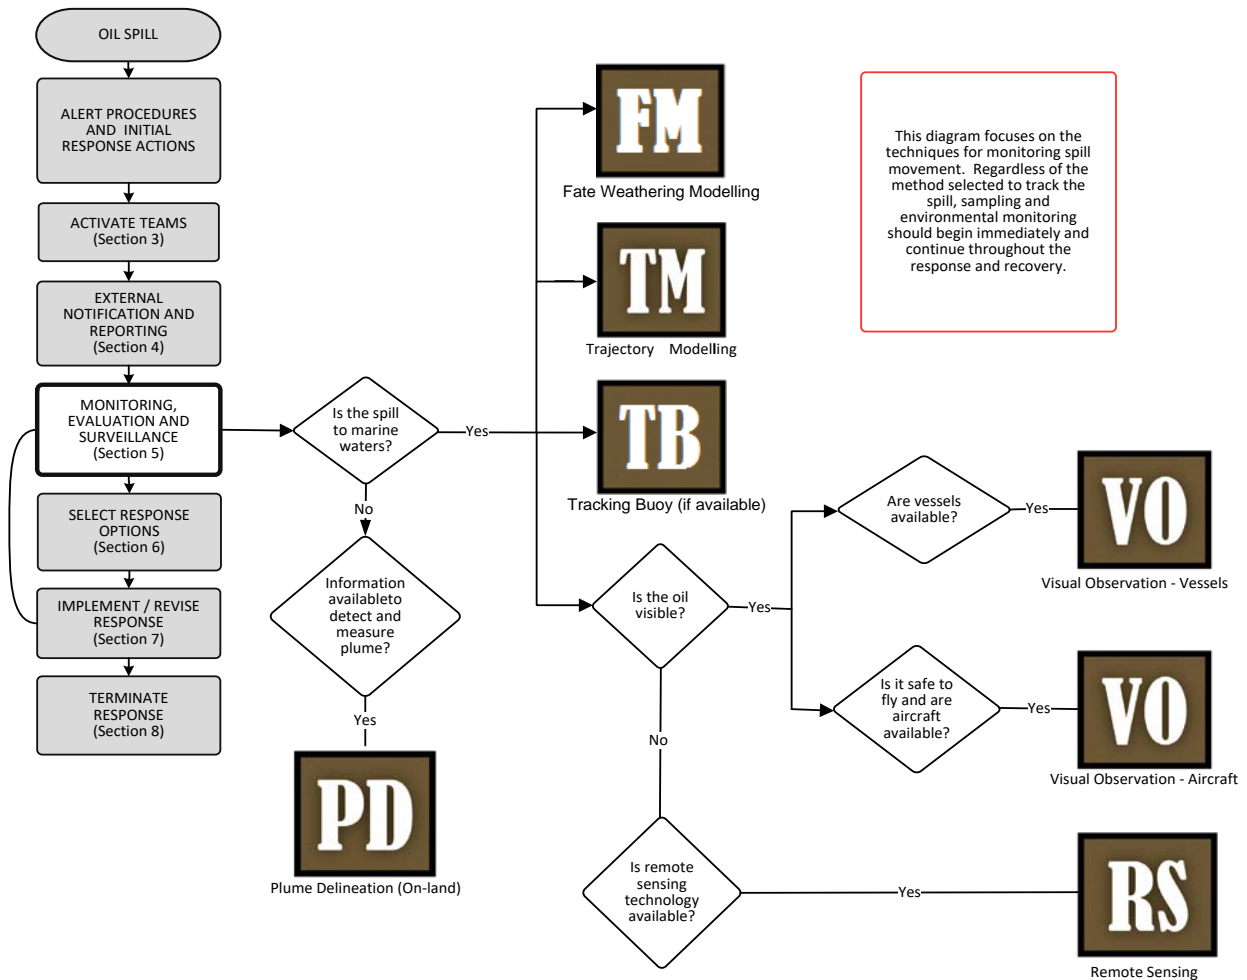 OIL SPILL
ALERT PROCEDURES
AND INITIAL
RESPONSE ACTIONS
ACTIVATE TEAMS
(Section 3)
EXTERNAL
NOTIFICATION AND
REPORTING
(Section 4)
MONITORING,
EVALUATION AND
SURVEILLANCE
(Section 5)
SELECT RESPONSE
OPTIONS
(Section 6)
IMPLEMENT / REVISE
RESPONSE
(Section 7)
TERMINATE
RESPONSE
(Section 8)
Is the spill
to marine
waters?
Yes
No
Information
availableto
detect and
measure
plume?
Yes
PD
Plume Delineation (On-land)
FM
Fate Weathering Modelling
TM
Trajectory Modelling
TB
Tracking Buoy (if available)
Is the oil
visible?
Yes
No
Is remote
sensing
technology
available?
Yes
RS
Remote Sensing
Are vessels
available?
Yes
VO
Visual Observation - Vessels
Is it safe to
fly and are
aircraft
available?
Yes
VO
Visual Observation - Aircraft
This diagram focuses on the
techniques for monitoring spill
movement. Regardless of the
method selected to track the
spill, sampling and
environmental monitoring
should begin immediately and
continue throughout the
response and recovery.